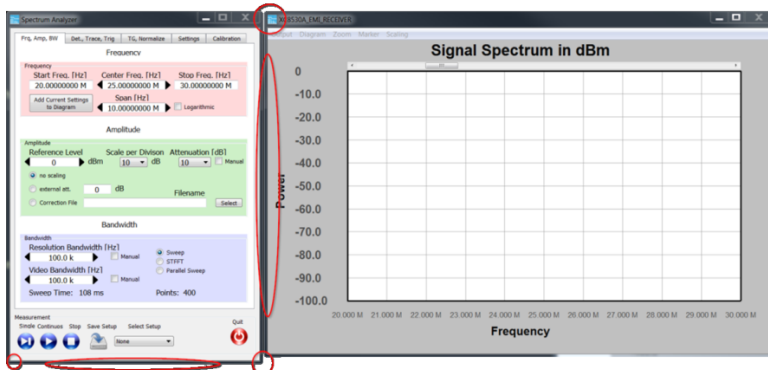 Spectrum Analyzer
Frq, Amp, BW Det., Trace, Trig TG, Normalize Settings Calibration
Frequency
Frequency
Start Freq. [Hz] Center Freq. [Hz] Stop Freq. [Hz]
20.00000000 M 25.00000000 M 30.00000000 M
Add Current Settings to Diagram
Span [Hz]
10.00000000 M Logarithmic
Amplitude
Amplitude
Reference Level Scale per Divison Attenuation [dB]
0 dBm 10 dB 10 Manual
no scaling
external att. 0 dB Filename
Correction File Select
Bandwidth
Bandwidth
Resolution Bandwidth [Hz]
100.0 k Manual
Sweep
STFFT
Parallel Sweep
Video Bandwidth [Hz]
100.0 k Manual
Sweep Time: 108 ms Points: 400
Measurement
Single Continues Stop Save Setup Select Setup Quit
None
8530A_EMI_RECEIVER
Output Diagram Zoom Marker Scaling
Signal Spectrum in dBm
0
-10.0
-20.0
-30.0
-40.0
-50.0
-60.0
-70.0
-80.0
-90.0
-100.0
Power
20.000 M 21.000 M 22.000 M 23.000 M 24.000 M 25.000 M 26.000 M 27.000 M 28.000 M 29.000 M 30.000 M
Frequency